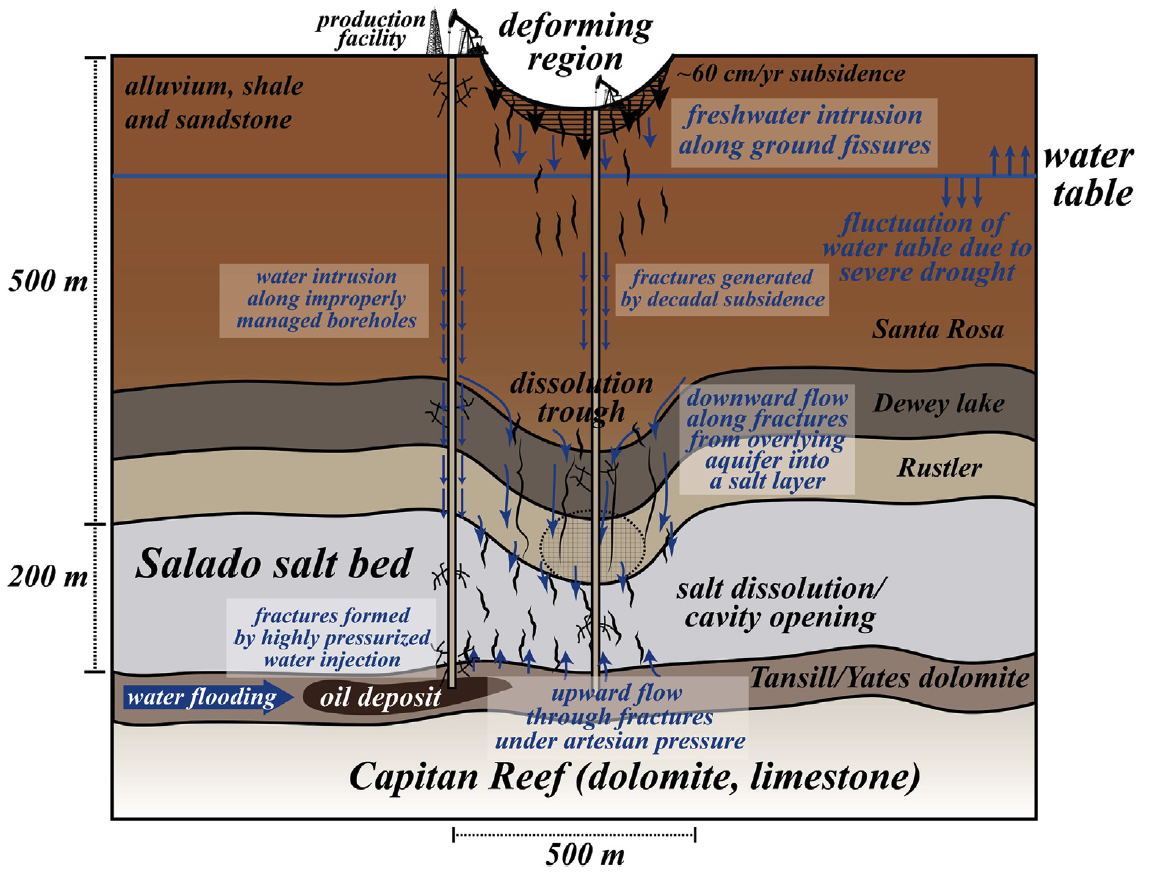 production
facility
deforming
region
alluvium, shale
and sandstone
~60 cm/yr subsidence
freshwater intrusion
along ground fissures
water
table
fluctuation of
water table due to
severe drought
500 m
water intrusion
along improperly
managed boreholes
fractures generated
by decadal subsidence
Santa Rosa
dissolution
trough
downward flow
along fractures
from overlying
aquifer into
a salt layer
Dewey lake
Rustler
Salado salt bed
200 m
salt dissolution/
cavity opening
fractures formed
by highly pressurized
water injection
Tansill/Yates dolomite
water flooding
oil deposit
upward flow
through fractures
under artesian pressure
Capitan Reef (dolomite, limestone)
500 m